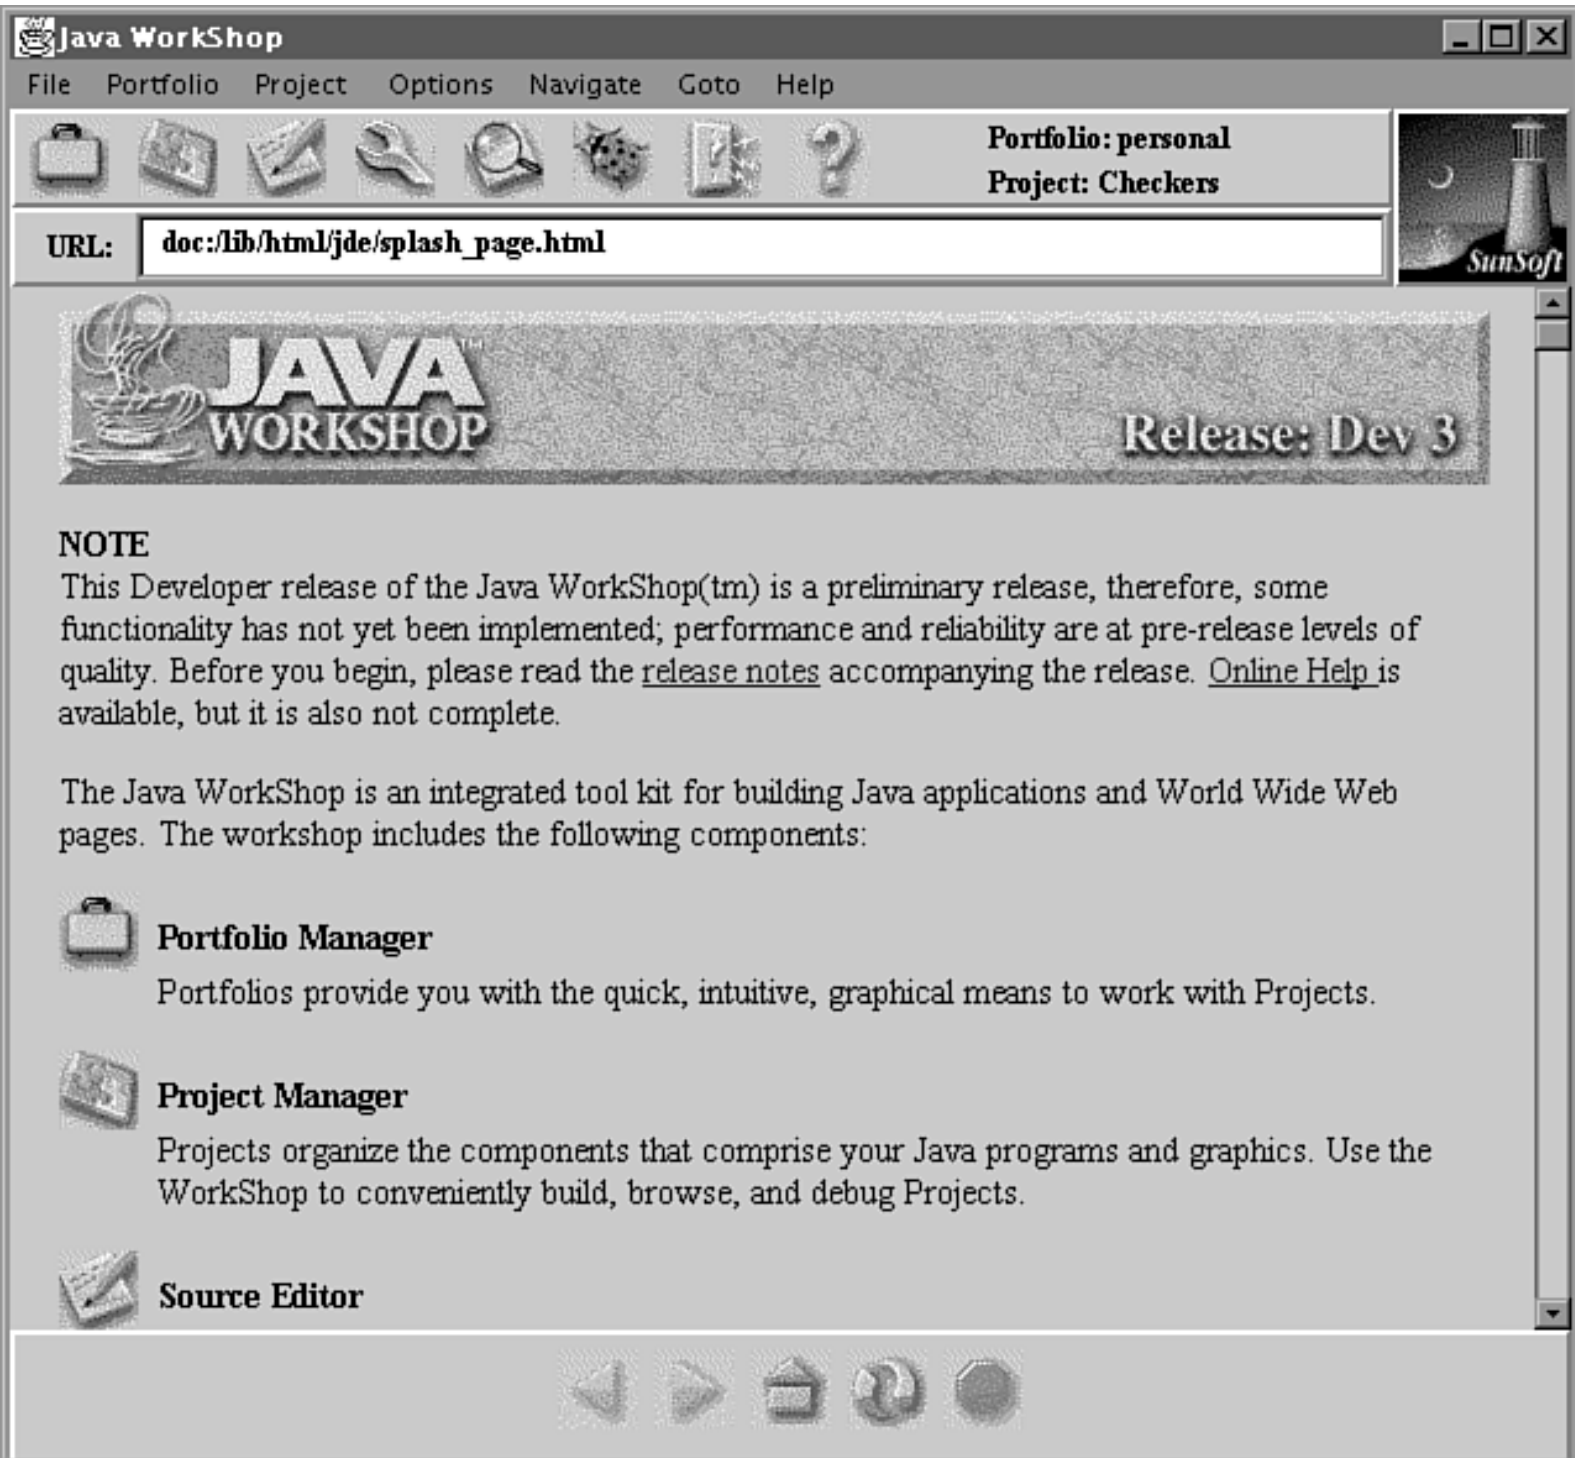 Java WorkShop
File Portfolio Project Options Navigate Goto Help
Portfolio: personal
Project: Checkers
SunSoft
URL: doc:/lib/html/jde/splash_page.html
JAVA™
WORKSHOP
Release: Dev 3
NOTE
This Developer release of the Java WorkShop(tm) is a preliminary release, therefore, some
functionality has not yet been implemented; performance and reliability are at pre-release levels of
quality. Before you begin, please read the release notes accompanying the release. Online Help is
available, but it is also not complete.
The Java WorkShop is an integrated tool kit for building Java applications and World Wide Web
pages. The workshop includes the following components:
Portfolio Manager
Portfolios provide you with the quick, intuitive, graphical means to work with Projects.
Project Manager
Projects organize the components that comprise your Java programs and graphics. Use the
WorkShop to conveniently build, browse, and debug Projects.
Source Editor